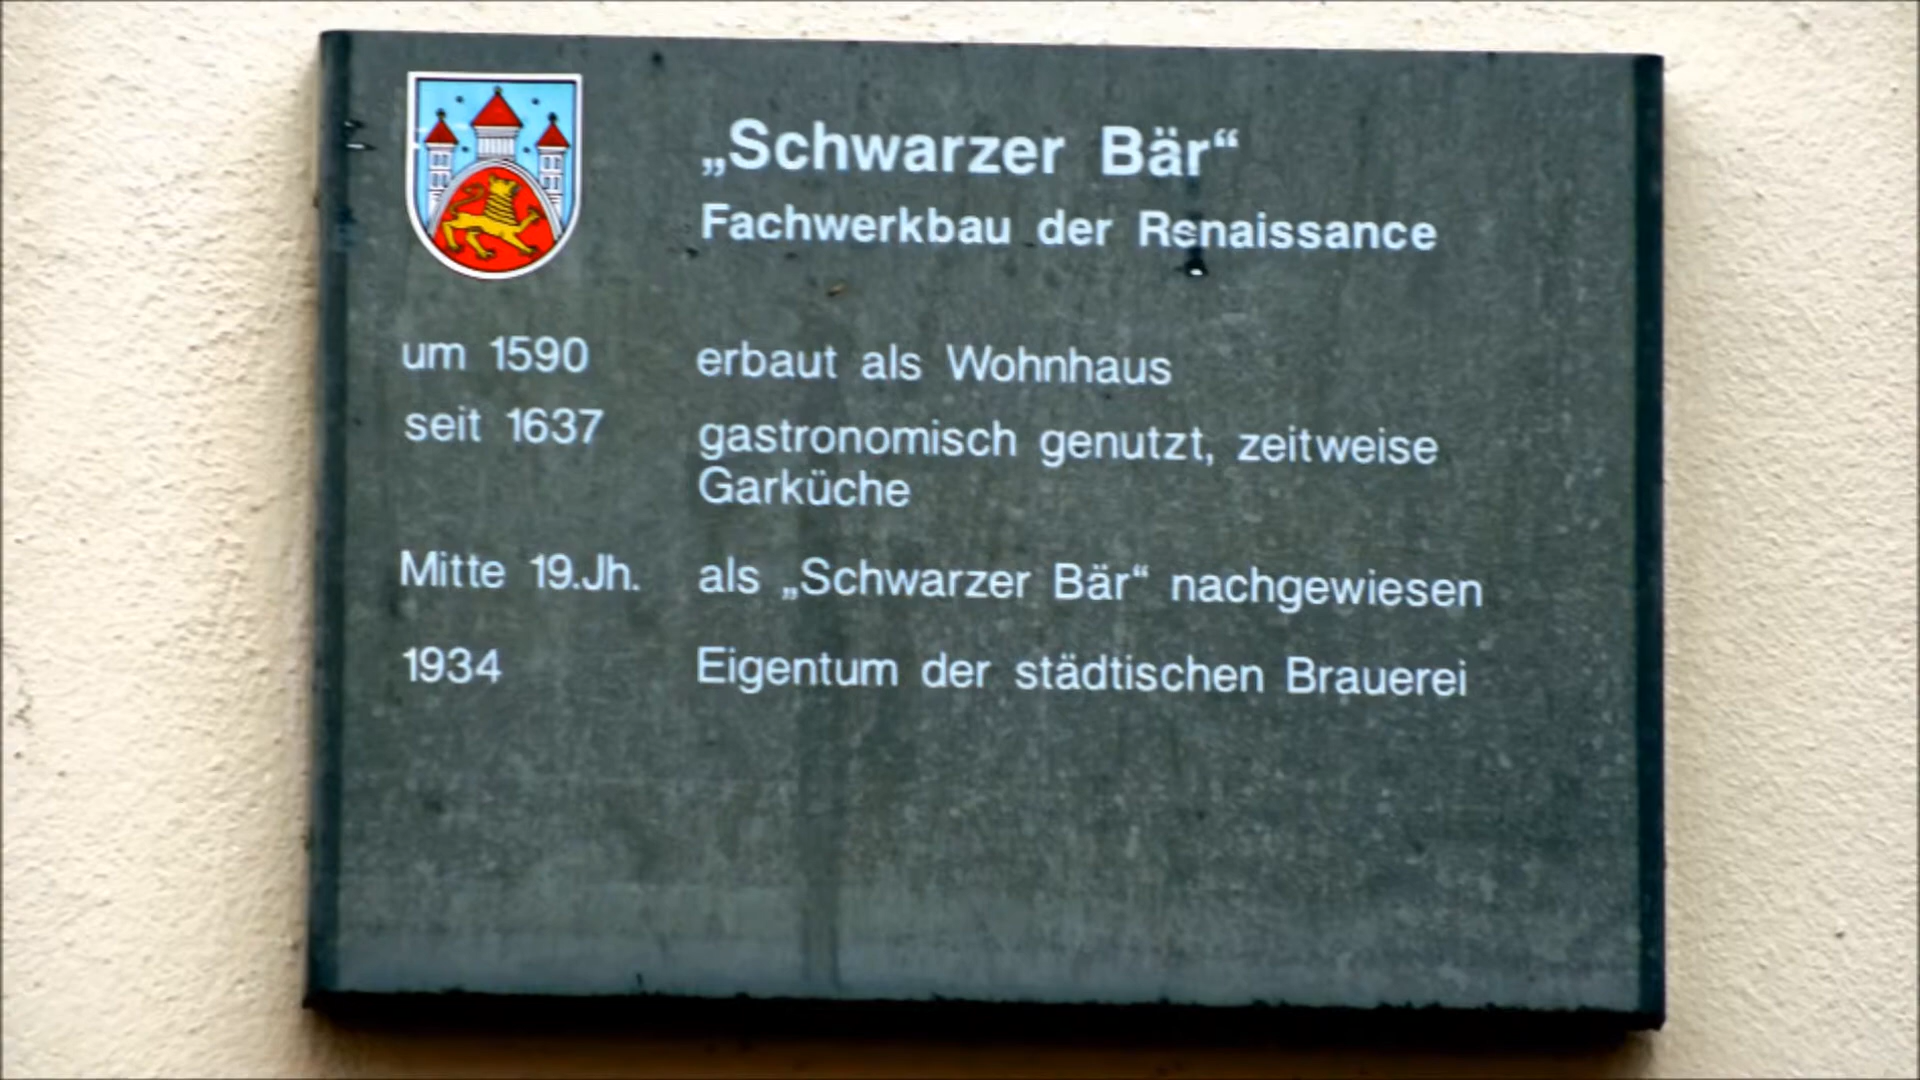 „Schwarzer Bär“
Fachwerkbau der Renaissance
um 1590 erbaut als Wohnhaus
seit 1637 gastronomisch genutzt, zeitweise
Garküche
Mitte 19.Jh. als „Schwarzer Bär“ nachgewiesen
1934 Eigentum der städtischen Brauerei